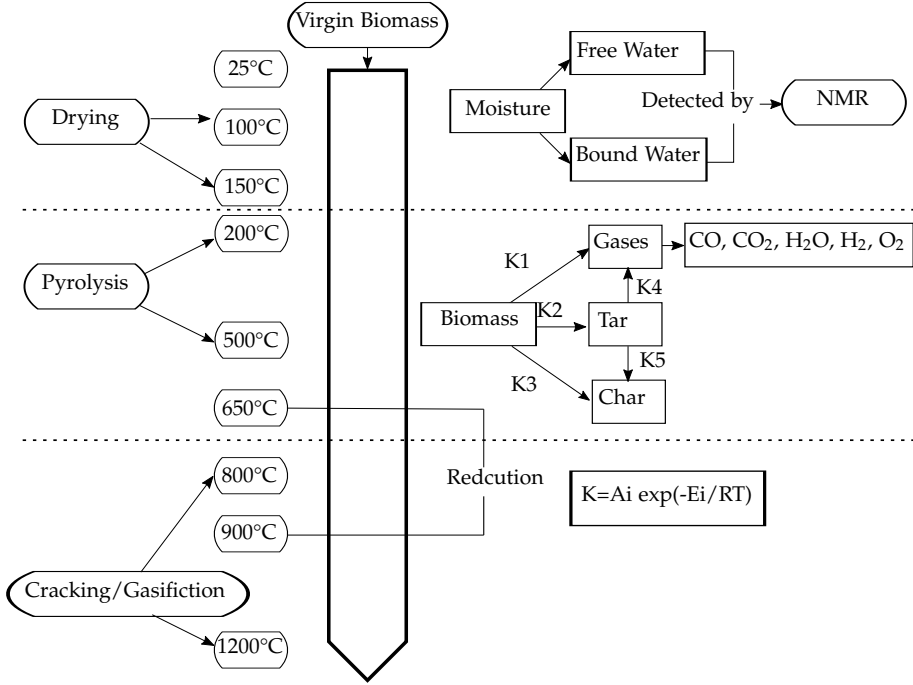 Virgin Biomass
25°C
Free Water
Drying
100°C
Moisture
Detected by
NMR
150°C
Bound Water
200°C
Gases
CO, CO₂, H₂O, H₂, O₂
K1
Pyrolysis
K4
Biomass
K2
Tar
500°C
K5
K3
Char
650°C
800°C
Redcution
K=Ai exp(-Ei/RT)
900°C
Cracking/Gasifiction
1200°C